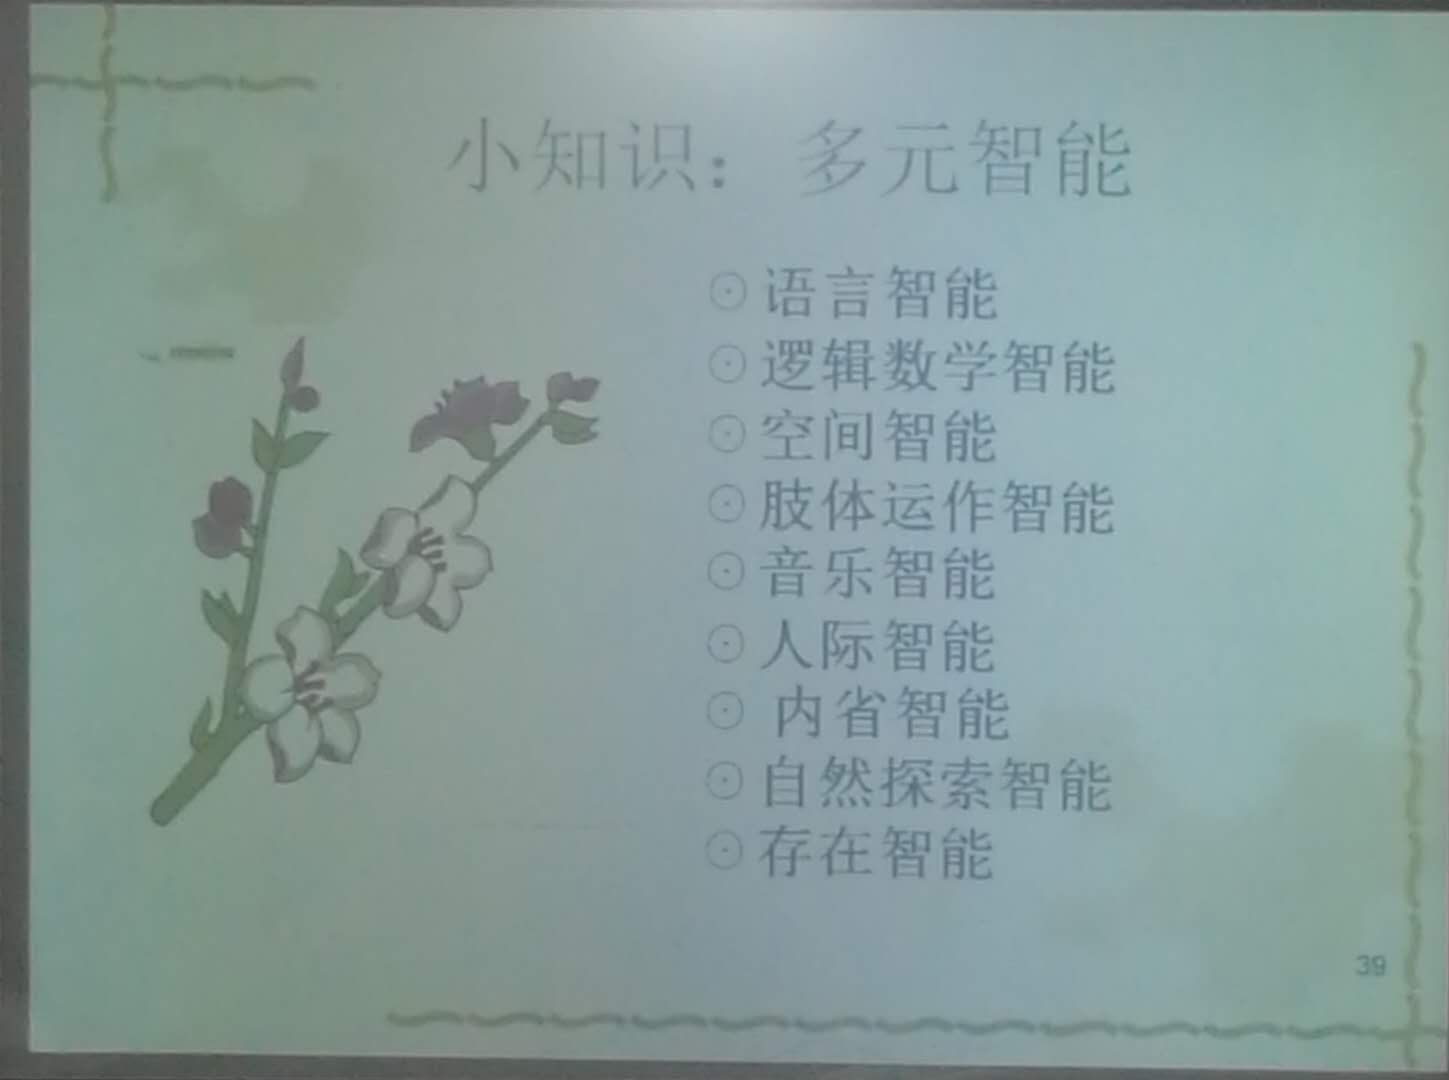 小知识：多元智能
⊙ 语言智能
⊙ 逻辑数学智能
⊙ 空间智能
⊙ 肢体运作智能
⊙ 音乐智能
⊙ 人际智能
⊙ 内省智能
⊙ 自然探索智能
⊙ 存在智能
39